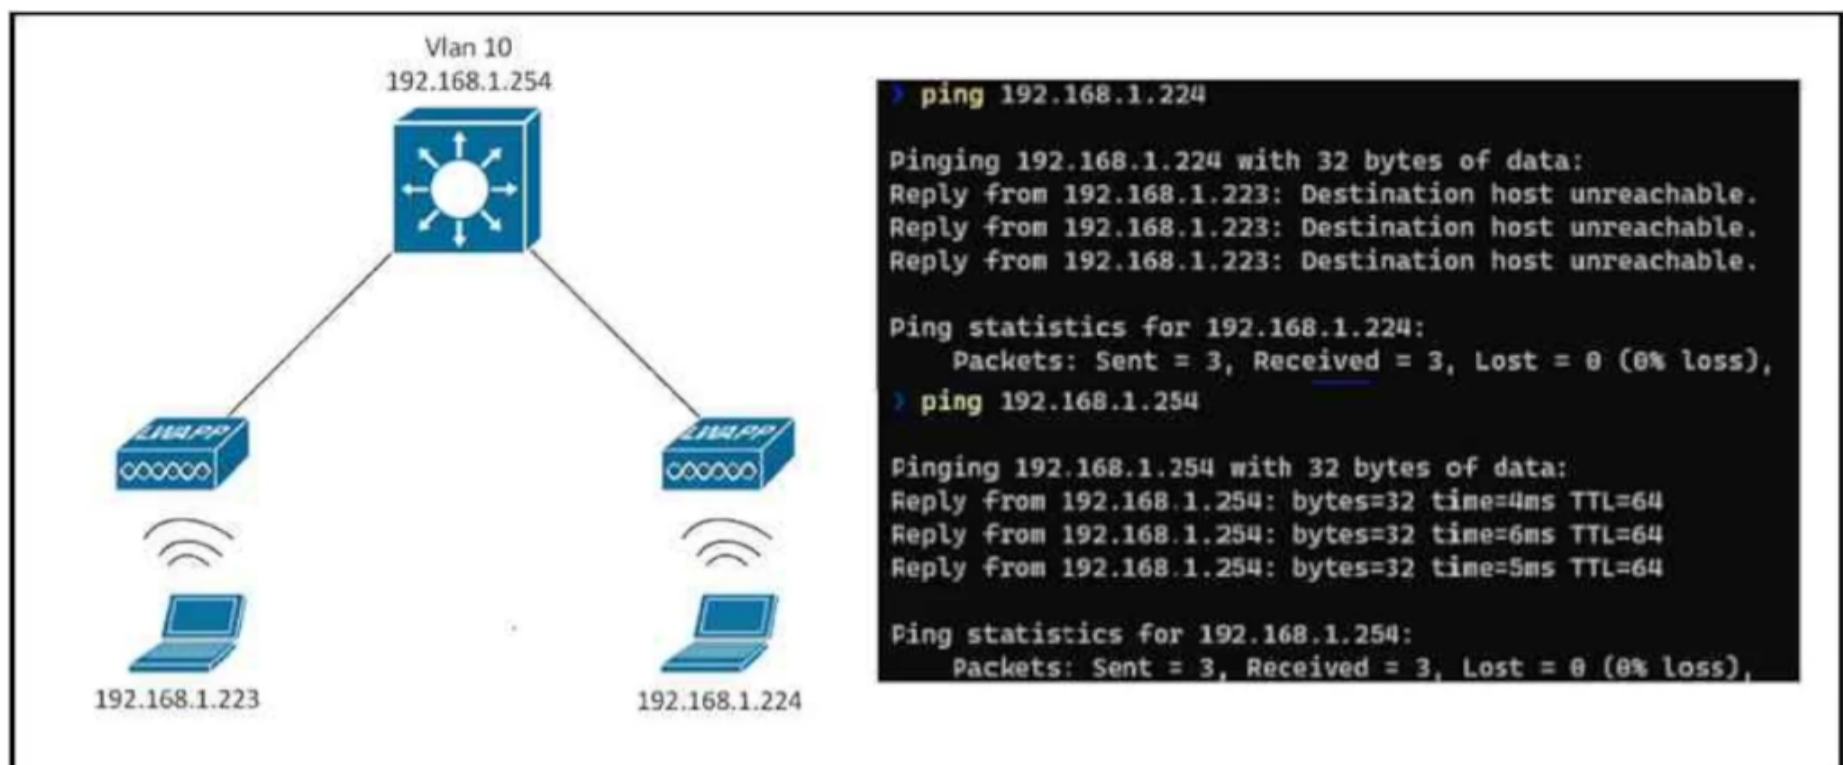 Vlan 10
192.168.1.254
LWAPP
LWAPP
192.168.1.223
192.168.1.224
> ping 192.168.1.224
Pinging 192.168.1.224 with 32 bytes of data:
Reply from 192.168.1.223: Destination host unreachable.
Reply from 192.168.1.223: Destination host unreachable.
Reply from 192.168.1.223: Destination host unreachable.
Ping statistics for 192.168.1.224:
Packets: Sent = 3, Received = 3, Lost = 0 (0% loss),
> ping 192.168.1.254
Pinging 192.168.1.254 with 32 bytes of data:
Reply from 192.168.1.254: bytes=32 time=4ms TTL=64
Reply from 192.168.1.254: bytes=32 time=6ms TTL=64
Reply from 192.168.1.254: bytes=32 time=5ms TTL=64
Ping statistics for 192.168.1.254:
Packets: Sent = 3, Received = 3, Lost = 0 (0% loss),